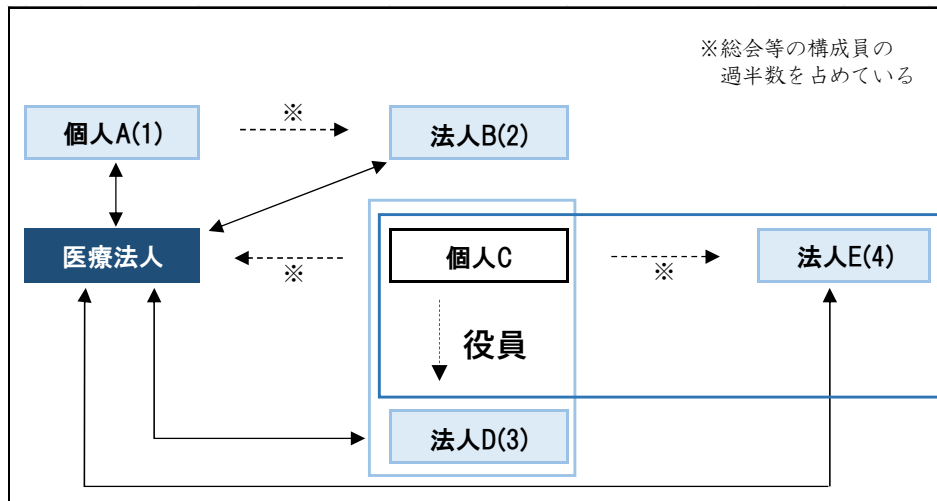 ※総会等の構成員の
過半数を占めている
個人A(1)
※
法人B(2)
医療法人
※
個人C
※
法人E(4)
役員
法人D(3)